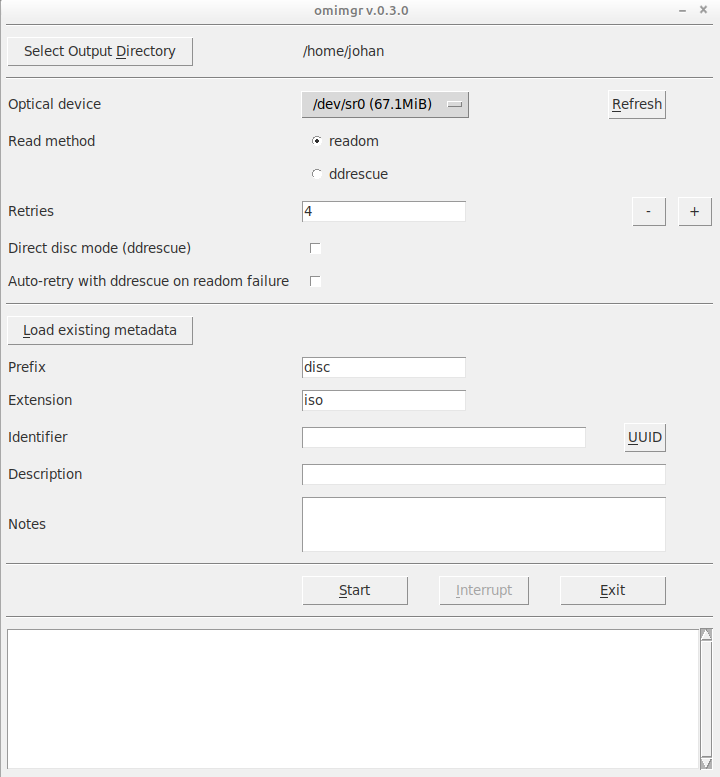 omimgr v.0.3.0
Select Output Directory /home/johan
Optical device /dev/sr0 (67.1MiB) Refresh
Read method readom
ddrescue
Retries 4 - +
Direct disc mode (ddrescue)
Auto-retry with ddrescue on readom failure
Load existing metadata
Prefix disc
Extension iso
Identifier UUID
Description
Notes
Start Interrupt Exit